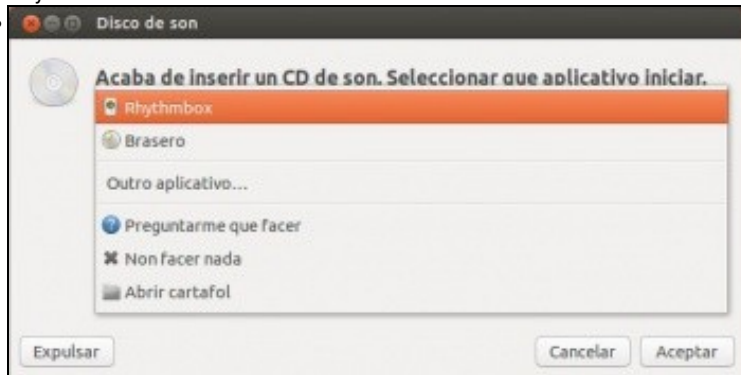 Disco de son
Acaba de inserir un CD de son. Seleccionar que aplicativo iniciar.
Rhythmbox
Brasero
Outro aplicativo...
Preguntarme que facer
Non facer nada
Abrir cartafol
Expulsar Cancelar Aceptar